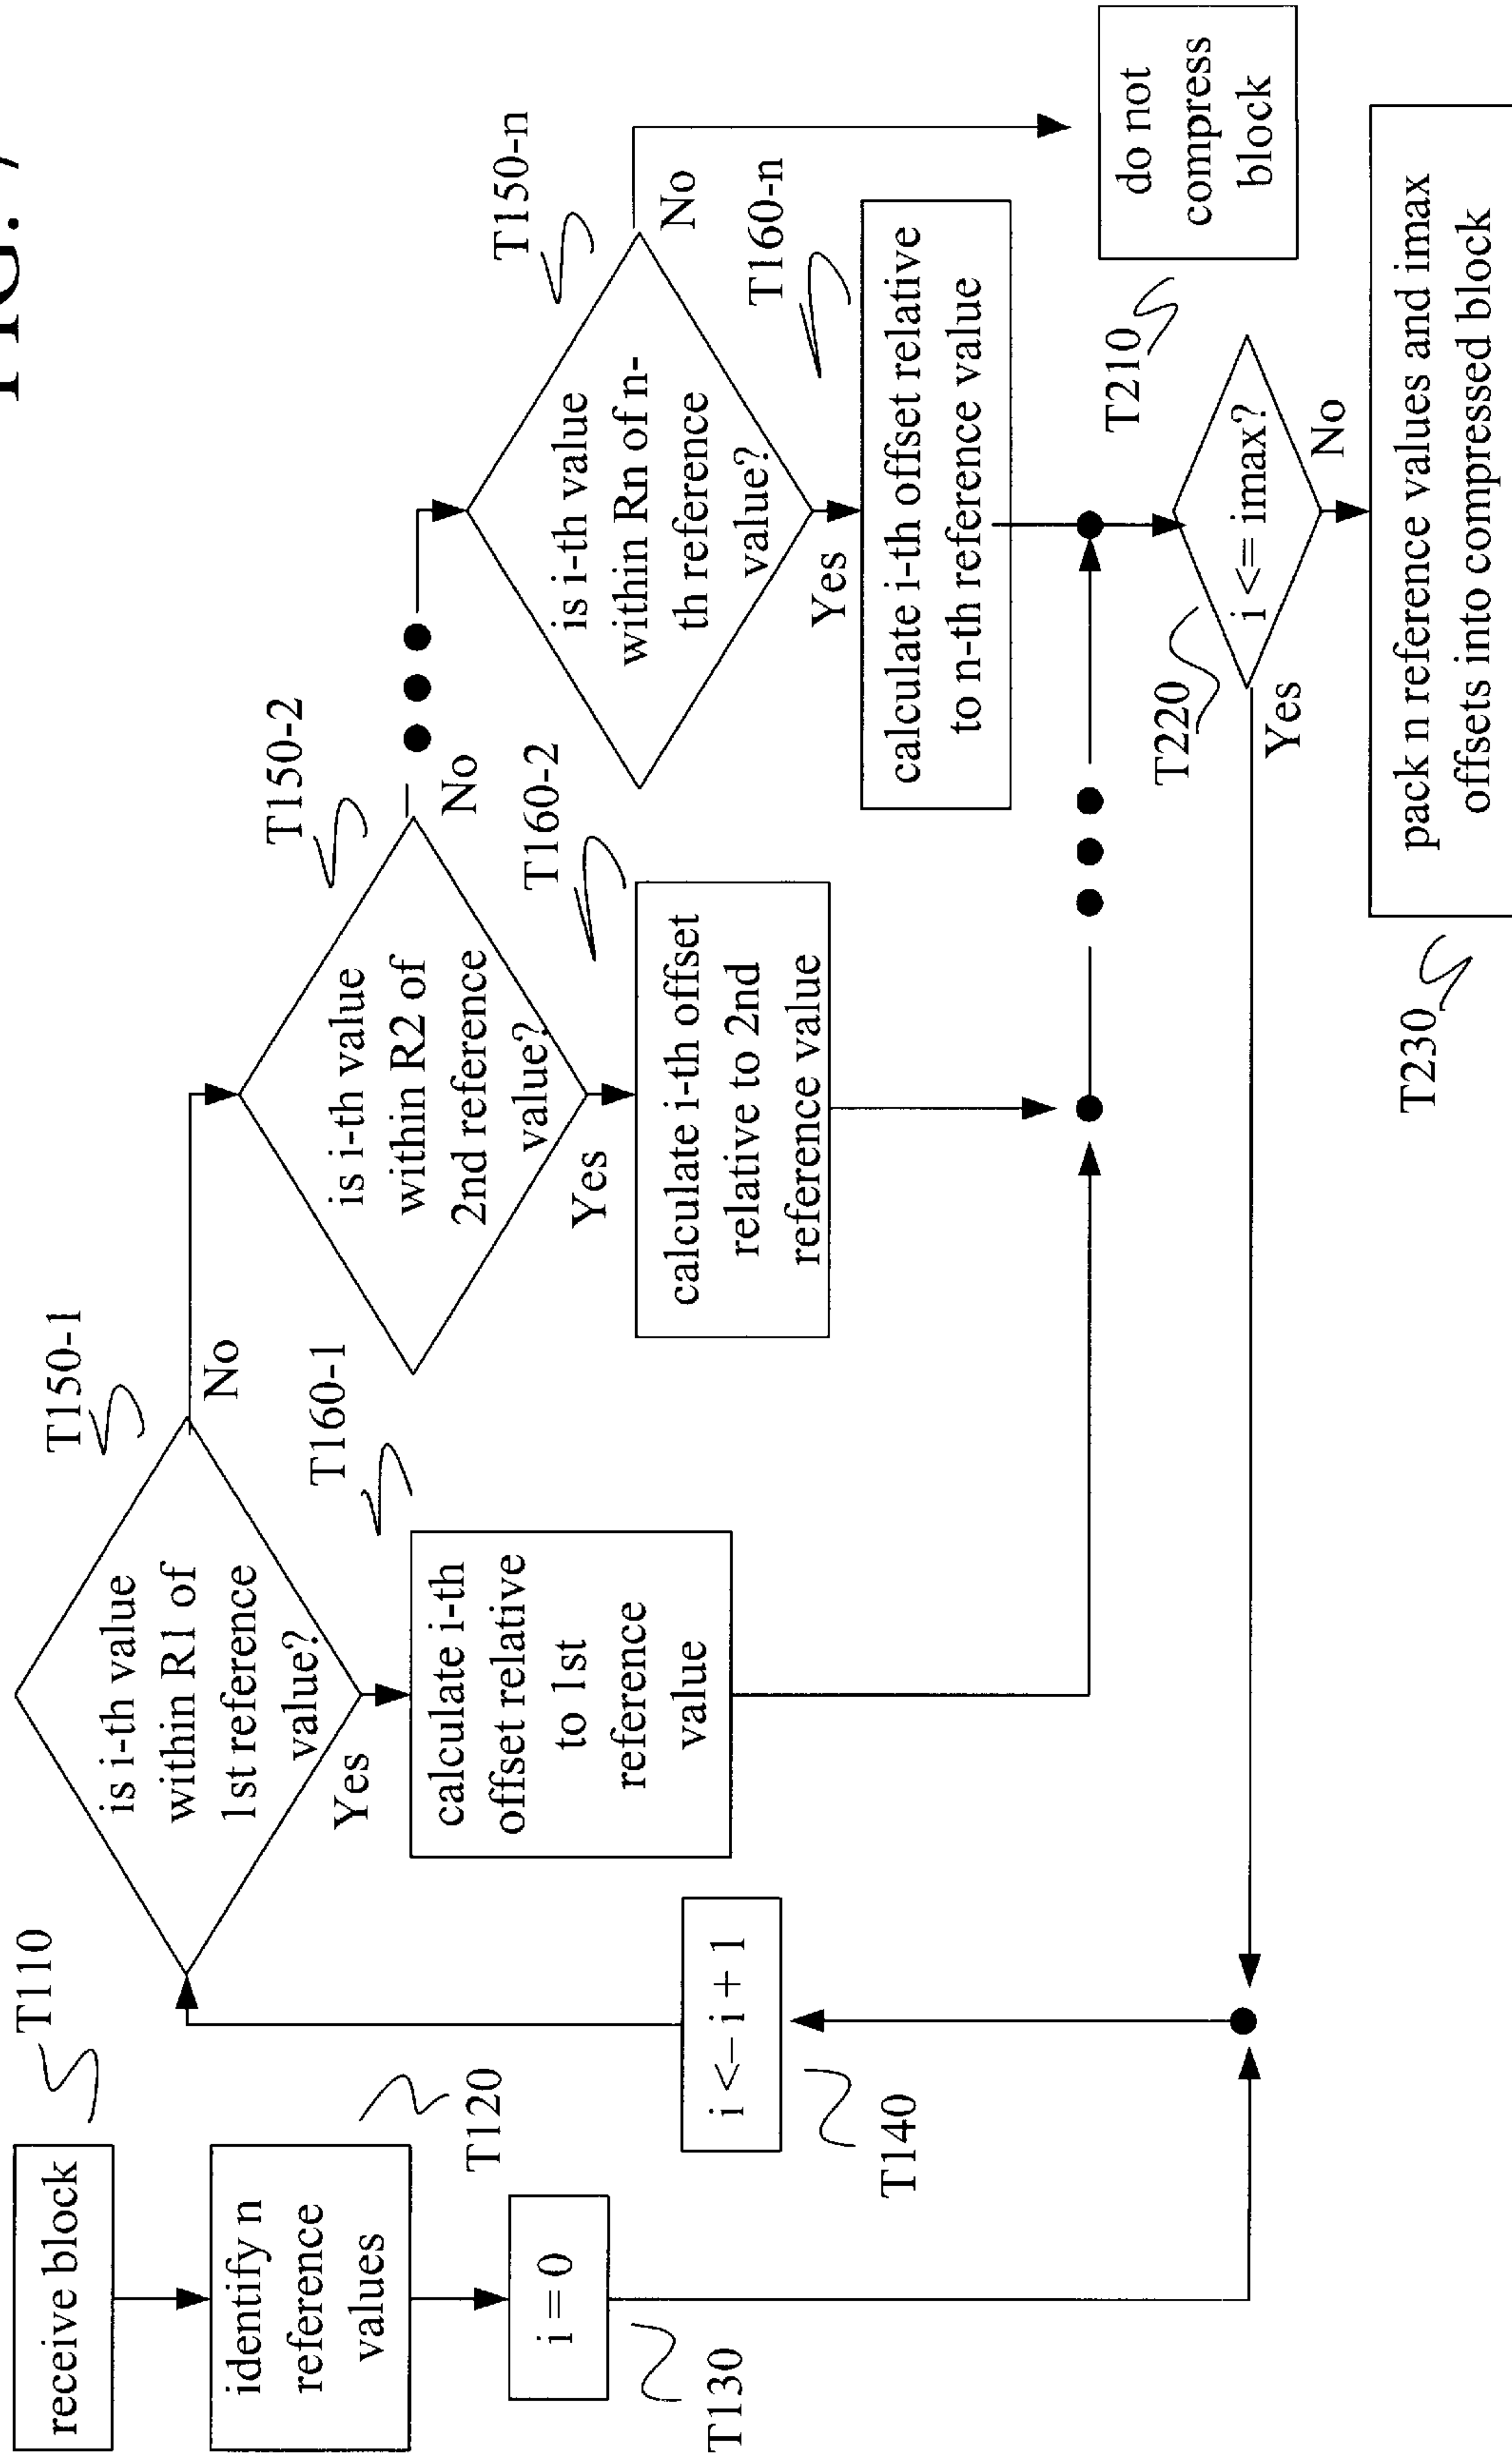 FIG. 7
T110
receive block
identify n
reference
values
T120
i = 0
T130
i <– i + 1
T140
T150-1
is i-th value
within R1 of
1st reference
value?
No
Yes
T160-1
calculate i-th
offset relative
to 1st
reference
value
T150-2
is i-th value
within R2 of
2nd reference
value?
No
Yes
T160-2
calculate i-th offset
relative to 2nd
reference value
T150-n
is i-th value
within Rn of n-
th reference
value?
No
Yes
T160-n
calculate i-th offset relative
to n-th reference value
do not
compress
block
T210
T220
i <= imax?
Yes
No
pack n reference values and imax
offsets into compressed block
T230